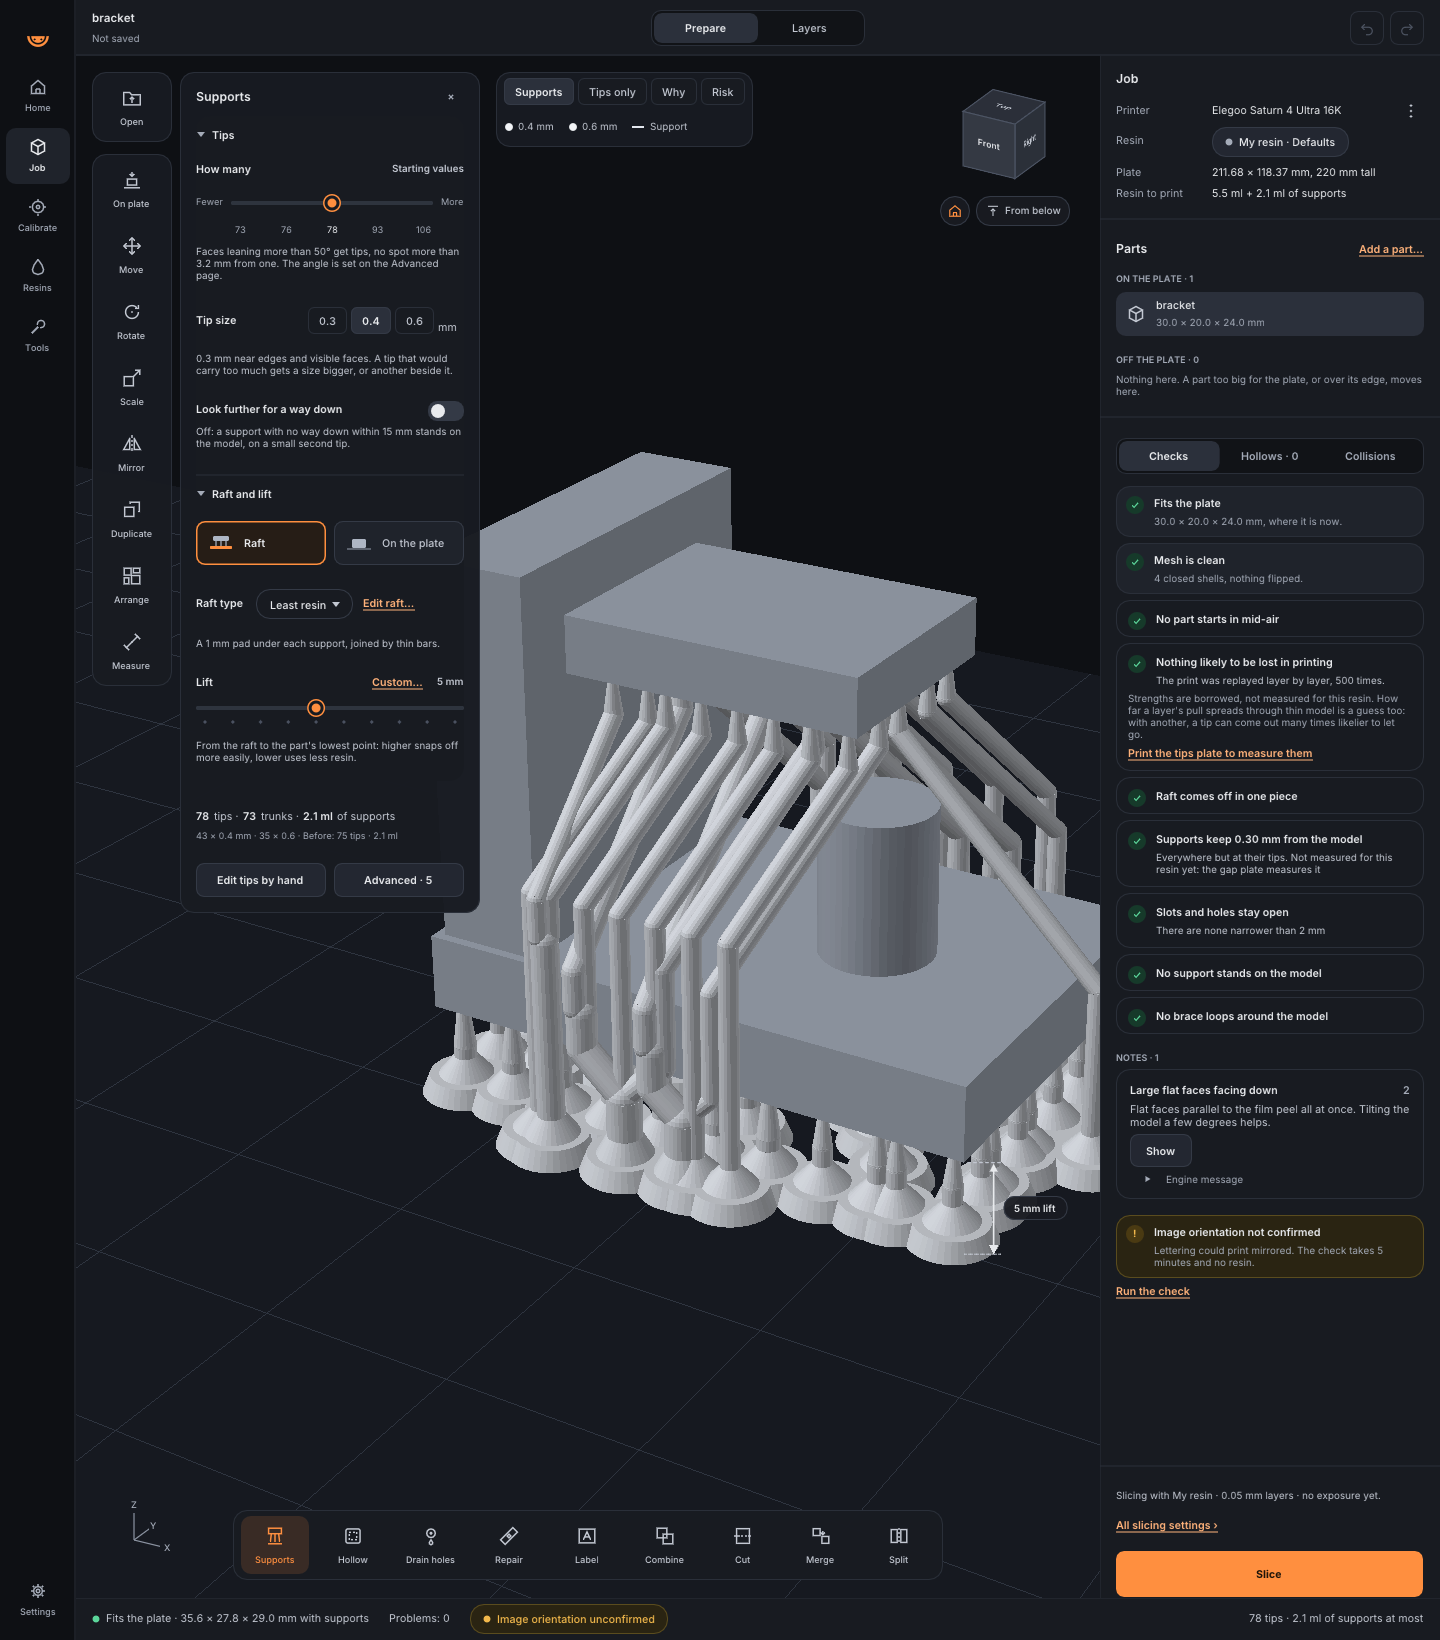 bracket
Not saved
Prepare
Layers
Home
Job
Calibrate
Resins
Tools
Settings
Open
On plate
Move
Rotate
Scale
Mirror
Duplicate
Arrange
Measure
Supports
×
Tips
How many
Starting values
Fewer
More
73
76
78
93
106
Faces leaning more than 50° get tips, no spot more than
3.2 mm from one. The angle is set on the Advanced
page.
Tip size
0.3
0.4
0.6
mm
0.3 mm near edges and visible faces. A tip that would
carry too much gets a size bigger, or another beside it.
Look further for a way down
Off: a support with no way down within 15 mm stands on
the model, on a small second tip.
Raft and lift
Raft
On the plate
Raft type
Least resin
Edit raft...
A 1 mm pad under each support, joined by thin bars.
Lift
Custom...
5 mm
From the raft to the part's lowest point: higher snaps off
more easily, lower uses less resin.
78 tips · 73 trunks · 2.1 ml of supports
43 × 0.4 mm · 35 × 0.6 · Before: 75 tips · 2.1 ml
Edit tips by hand
Advanced · 5
Supports
Tips only
Why
Risk
0.4 mm
0.6 mm
Support
Top
Front
Right
From below
5 mm lift
Z
Y
X
Supports
Hollow
Drain holes
Repair
Label
Combine
Cut
Merge
Split
Job
Printer
Elegoo Saturn 4 Ultra 16K
Resin
My resin · Defaults
Plate
211.68 × 118.37 mm, 220 mm tall
Resin to print
5.5 ml + 2.1 ml of supports
Parts
Add a part...
ON THE PLATE · 1
bracket
30.0 × 20.0 × 24.0 mm
OFF THE PLATE · 0
Nothing here. A part too big for the plate, or over its edge, moves
here.
Checks
Hollows · 0
Collisions
Fits the plate
30.0 × 20.0 × 24.0 mm, where it is now.
Mesh is clean
4 closed shells, nothing flipped.
No part starts in mid-air
Nothing likely to be lost in printing
The print was replayed layer by layer, 500 times.
Strengths are borrowed, not measured for this resin. How
far a layer's pull spreads through thin model is a guess too:
with another, a tip can come out many times likelier to let
go.
Print the tips plate to measure them
Raft comes off in one piece
Supports keep 0.30 mm from the model
Everywhere but at their tips. Not measured for this
resin yet: the gap plate measures it
Slots and holes stay open
There are none narrower than 2 mm
No support stands on the model
No brace loops around the model
NOTES · 1
Large flat faces facing down
2
Flat faces parallel to the film peel all at once. Tilting the
model a few degrees helps.
Show
Engine message
Image orientation not confirmed
Lettering could print mirrored. The check takes 5
minutes and no resin.
Run the check
Slicing with My resin · 0.05 mm layers · no exposure yet.
All slicing settings ›
Slice
Fits the plate · 35.6 × 27.8 × 29.0 mm with supports
Problems: 0
Image orientation unconfirmed
78 tips · 2.1 ml of supports at most